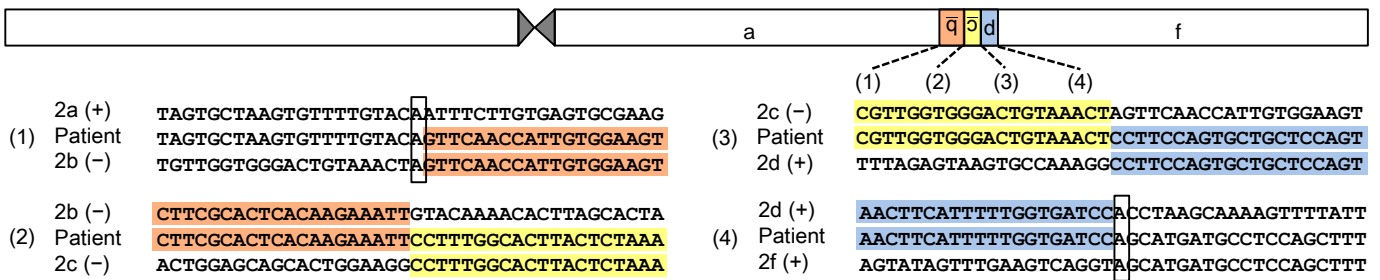 a q̄ ɔ̄ d f
(1) (2) (3) (4)
2a (+) TAGTGCTAAGTGTTTTGTACAATTTCTTGTGAGTGCGAAG
(1) Patient TAGTGCTAAGTGTTTTGTACAGTTCAACCATTGTGGAAGT
2b (−) TGTTGGTGGGACTGTAAACTAGTTCAACCATTGTGGAAGT
2b (−) CTTCGCACTCACAAGAAATTGTACAAAACACTTAGCACTA
(2) Patient CTTCGCACTCACAAGAAATTCCTTTGGCACTTACTCTAAA
2c (−) ACTGGAGCAGCACTGGAAGGCCTTTGGCACTTACTCTAAA
2c (−) CGTTGGTGGGACTGTAAACTAGTTCAACCATTGTGGAAGT
(3) Patient CGTTGGTGGGACTGTAAACTCCTTCCAGTGCTGCTCCAGT
2d (+) TTTAGAGTAAGTGCCAAAGGCCTTCCAGTGCTGCTCCAGT
2d (+) AACTTCATTTTTGGTGATCCACCTAAGCAAAAGTTTTATT
(4) Patient AACTTCATTTTTGGTGATCCAGCATGATGCCTCCAGCTTT
2f (+) AGTATAGTTTGAAGTCAGGTAGCATGATGCCTCCAGCTTT